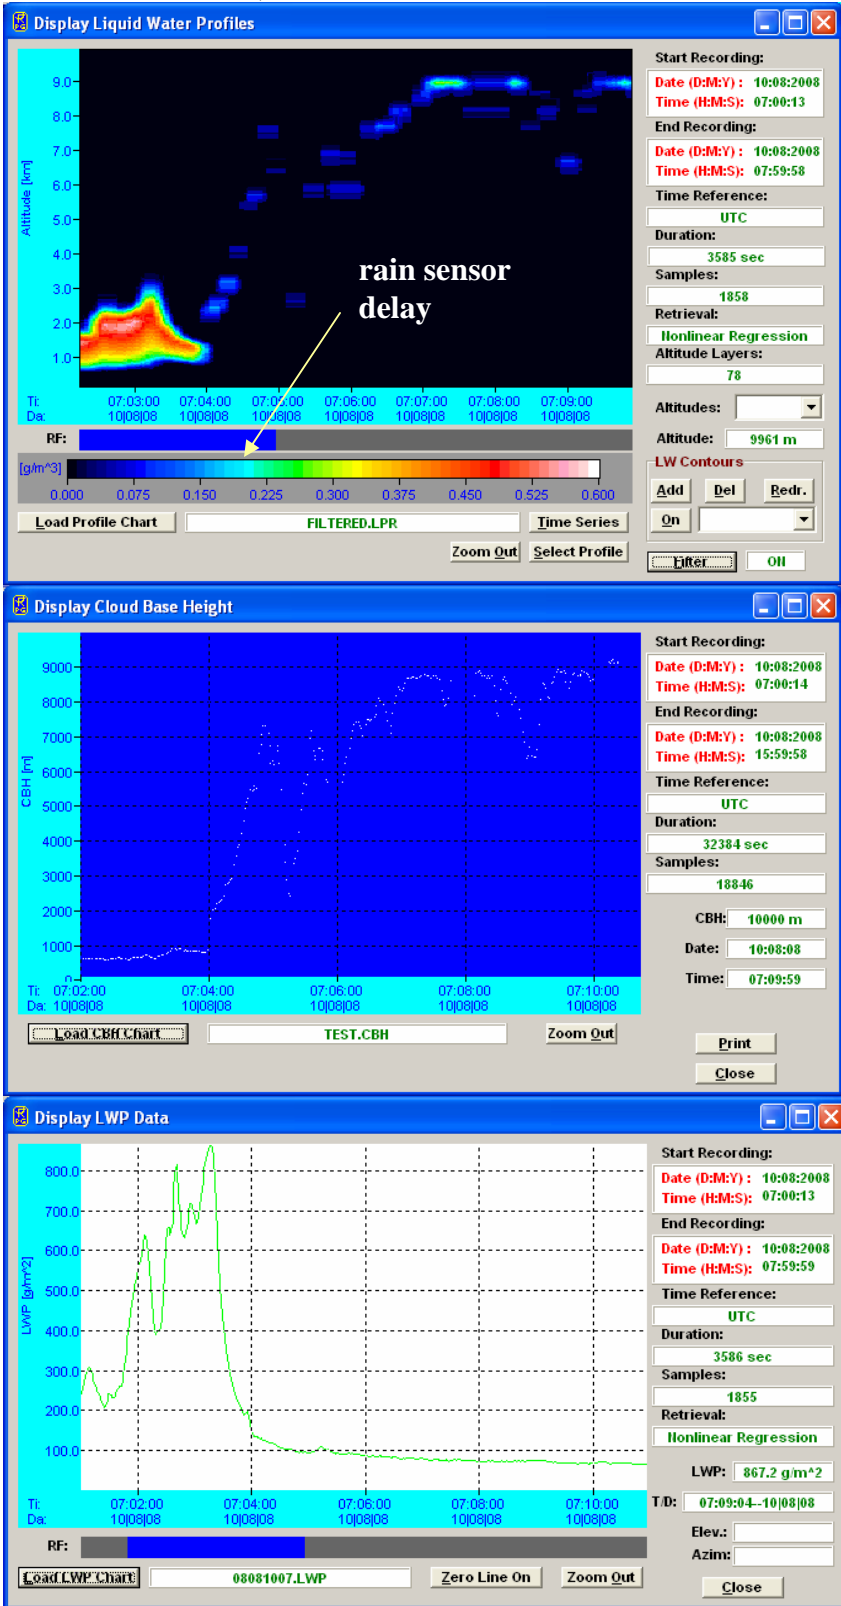 Display Liquid Water Profiles
Start Recording:
Date (D:M:Y) : 10:08:2008
Time (H:M:S): 07:00:13
End Recording:
Date (D:M:Y) : 10:08:2008
Time (H:M:S): 07:59:58
Time Reference:
UTC
Duration:
3585 sec
Samples:
1858
Retrieval:
Nonlinear Regression
Altitude Layers:
78
Altitudes:
Altitude: 9961 m
LW Contours
Add Del Redr.
On
Filter ON
Altitude [km]
9.0
8.0
7.0
6.0
5.0
4.0
3.0
2.0
1.0
rain sensor
delay
Ti: 07:03:00 07:04:00 07:05:00 07:06:00 07:07:00 07:08:00 07:09:00
Da: 10|08|08 10|08|08 10|08|08 10|08|08 10|08|08 10|08|08 10|08|08
RF:
[g/m^3]
0.000 0.075 0.150 0.225 0.300 0.375 0.450 0.525 0.600
Load Profile Chart FILTERED.LPR Time Series
Zoom Out Select Profile
Display Cloud Base Height
Start Recording:
Date (D:M:Y) : 10:08:2008
Time (H:M:S): 07:00:14
End Recording:
Date (D:M:Y) : 10:08:2008
Time (H:M:S): 15:59:58
Time Reference:
UTC
Duration:
32384 sec
Samples:
18846
CBH: 10000 m
Date: 10:08:08
Time: 07:09:59
Print
Close
CBH [m]
9000
8000
7000
6000
5000
4000
3000
2000
1000
0
Ti: 07:02:00 07:04:00 07:06:00 07:08:00 07:10:00
Da: 10|08|08 10|08|08 10|08|08 10|08|08 10|08|08
Load CBH Chart TEST.CBH Zoom Out
Display LWP Data
Start Recording:
Date (D:M:Y) : 10:08:2008
Time (H:M:S): 07:00:13
End Recording:
Date (D:M:Y) : 10:08:2008
Time (H:M:S): 07:59:59
Time Reference:
UTC
Duration:
3586 sec
Samples:
1855
Retrieval:
Nonlinear Regression
LWP: 867.2 g/m^2
T/D: 07:09:04--10|08|08
Elev.:
Azim:
Close
LWP [g/m^2]
800.0
700.0
600.0
500.0
400.0
300.0
200.0
100.0
Ti: 07:02:00 07:04:00 07:06:00 07:08:00 07:10:00
Da: 10|08|08 10|08|08 10|08|08 10|08|08 10|08|08
RF:
Load LWP Chart 08081007.LWP Zero Line On Zoom Out